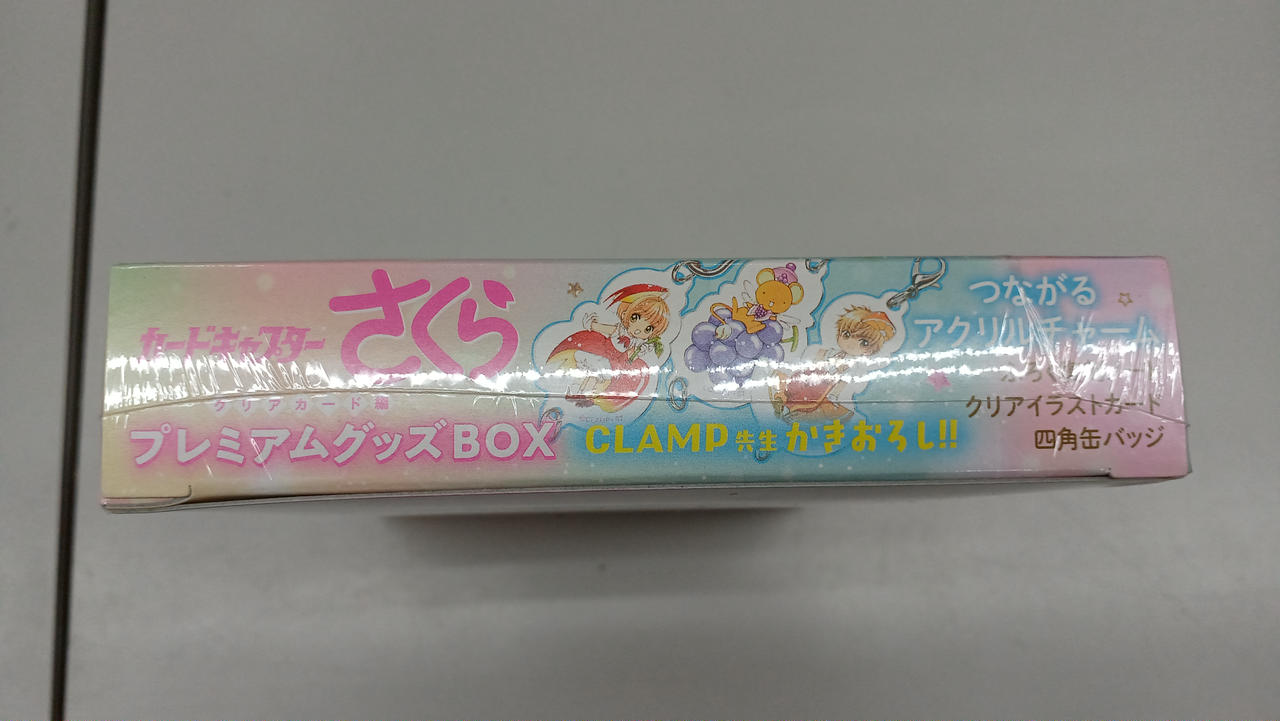 カードキャスター
さくら
クリアカード編
プレミアムグッズBOX
CLAMP先生かきおろし!!
つながる
アクリルチャーム
クリアイラストカード
四角缶バッジ